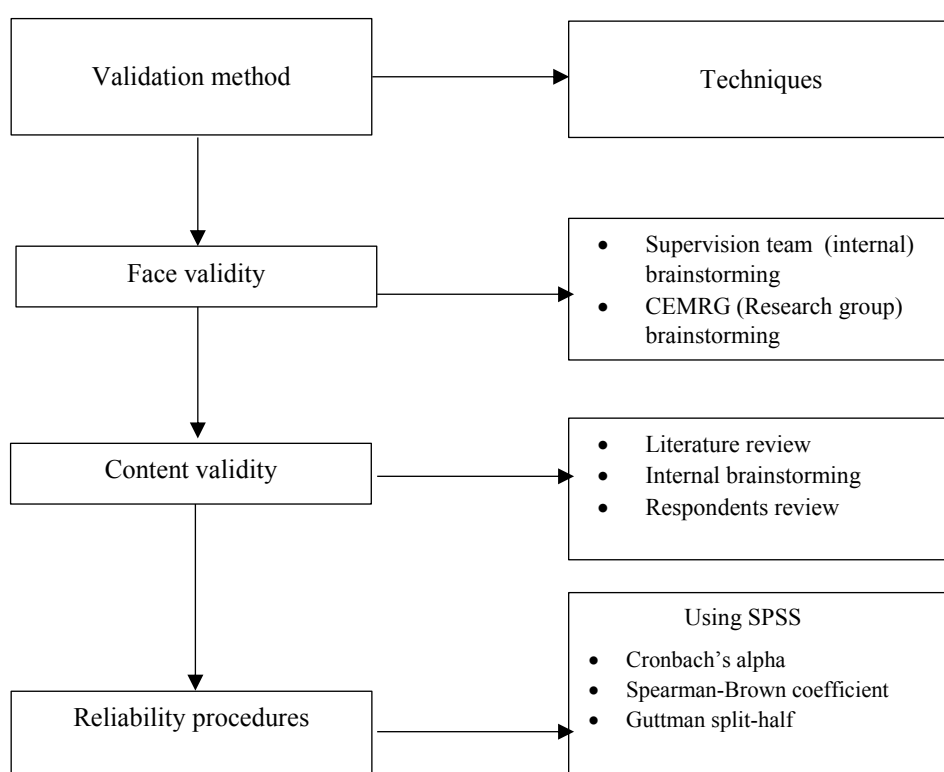 Validation method
Techniques
Face validity
• Supervision team (internal)
brainstorming
• CEMRG (Research group)
brainstorming
Content validity
• Literature review
• Internal brainstorming
• Respondents review
Reliability procedures
Using SPSS
• Cronbach’s alpha
• Spearman-Brown coefficient
• Guttman split-half